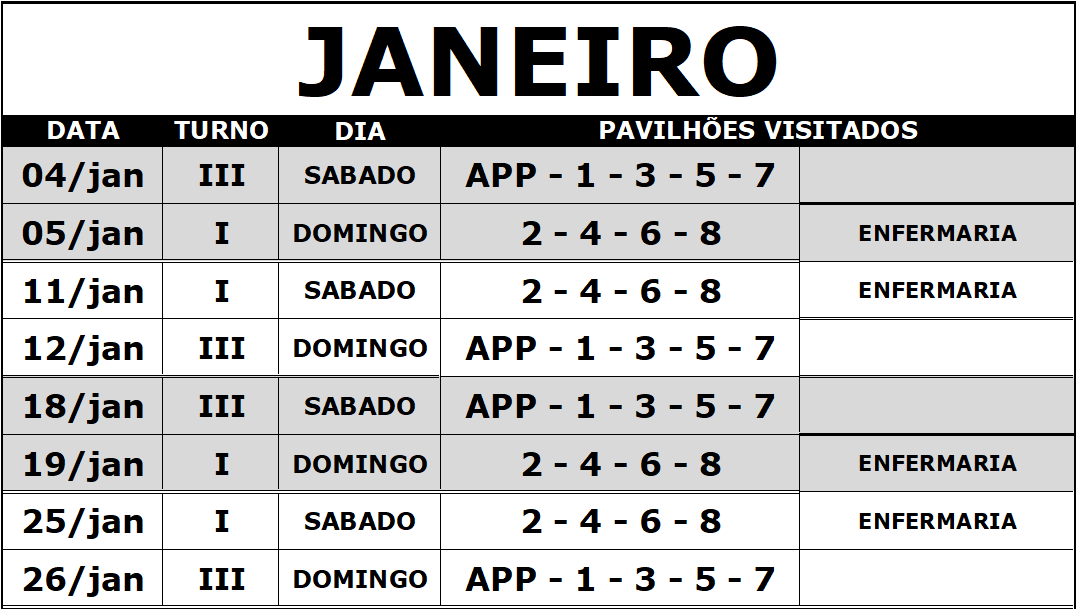 JANEIRO
DATA TURNO DIA PAVILHÕES VISITADOS
04/jan III SABADO APP - 1 - 3 - 5 - 7
05/jan I DOMINGO 2 - 4 - 6 - 8 ENFERMARIA
11/jan I SABADO 2 - 4 - 6 - 8 ENFERMARIA
12/jan III DOMINGO APP - 1 - 3 - 5 - 7
18/jan III SABADO APP - 1 - 3 - 5 - 7
19/jan I DOMINGO 2 - 4 - 6 - 8 ENFERMARIA
25/jan I SABADO 2 - 4 - 6 - 8 ENFERMARIA
26/jan III DOMINGO APP - 1 - 3 - 5 - 7